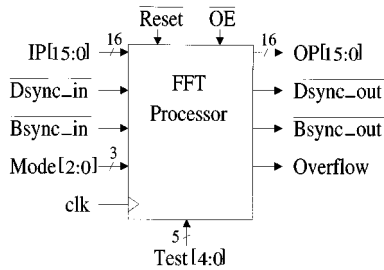 Reset OE
16 16
IP[15:0] OP[15:0]
Dsync_in FFT Dsync_out
Processor
Bsync_in Bsync_out
3
Mode[2:0] Overflow
clk
5
Test[4:0]